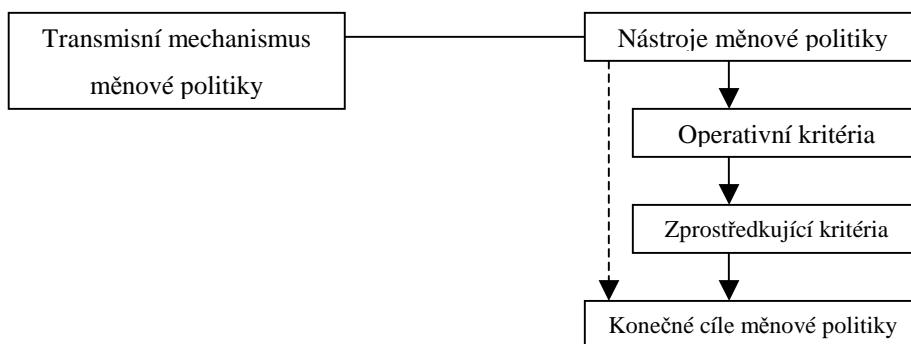 Transmisní mechanismus
měnové politiky
Nástroje měnové politiky
Operativní kritéria
Zprostředkující kritéria
Konečné cíle měnové politiky